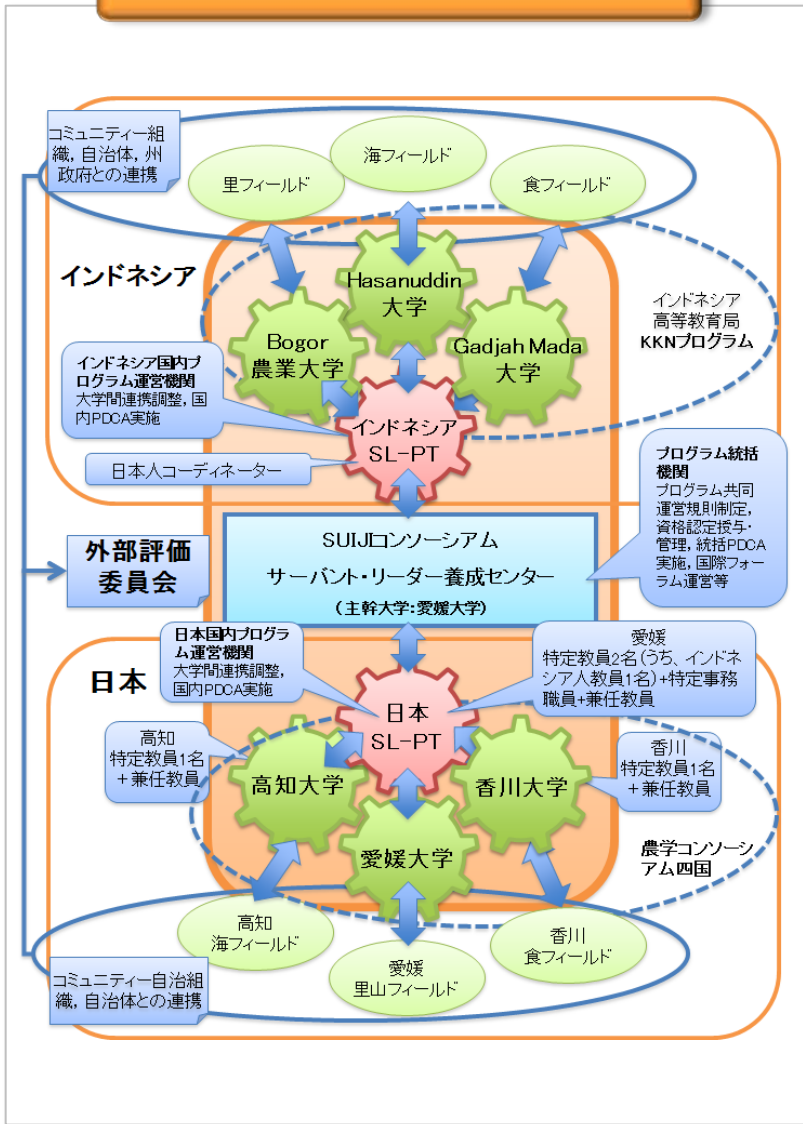 コミュニティー組
織，自治体，州
政府との連携
里フィールド
海フィールド
食フィールド
インドネシア
Hasanuddin
大学
Bogor
農業大学
Gadjah Mada
大学
インドネシア
高等教育局
KKNプログラム
インドネシア国内プ
ログラム運営機関
大学間連携調整，国
内PDCA実施
インドネシア
SL-PT
日本人コーディネーター
プログラム統括
機関
プログラム共同
運営規則制定，
資格認定授与・
管理，統括PDCA
実施，国際フォー
ラム運営等
外部評価
委員会
SUIJIコンソーシアム
サーバント・リーダー養成センター
（主幹大学：愛媛大学）
日本
日本国内プログラ
ム運営機関
大学間連携調整，
国内PDCA実施
愛媛
特定教員2名（うち、インドネ
シア人教員1名）+特定事務
職員+兼任教員
日本
SL-PT
高知
特定教員1名
＋兼任教員
香川
特定教員1名
＋兼任教員
高知大学
香川大学
愛媛大学
農学コンソーシ
アム四国
高知
海フィールド
愛媛
里山フィールド
香川
食フィールド
コミュニティー自治組
織，自治体との連携